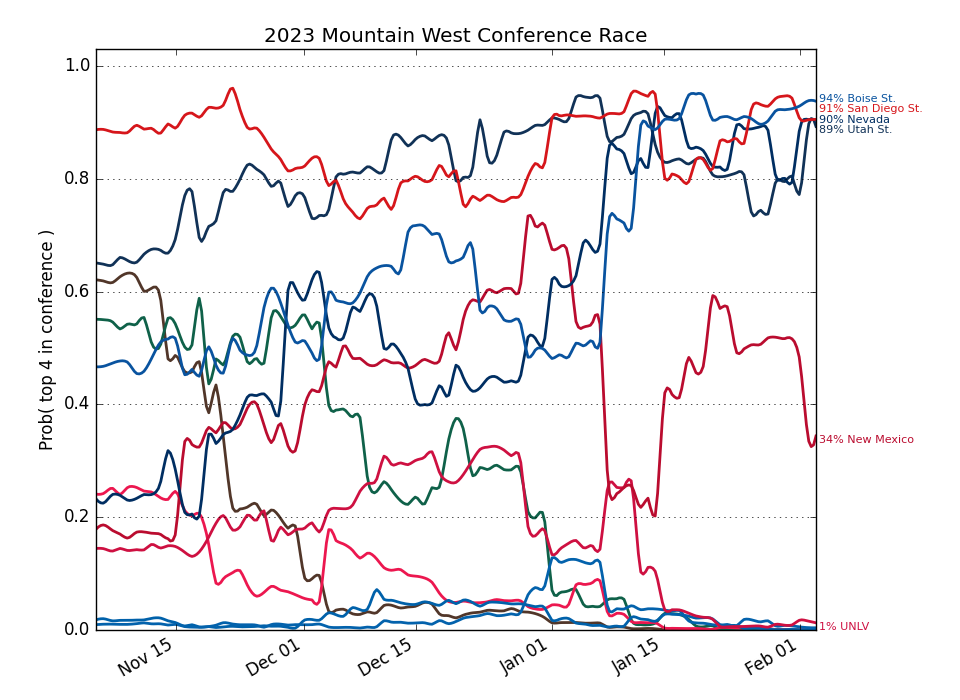 2023 Mountain West Conference Race
Prob( top 4 in conference )
1.0
0.8
0.6
0.4
0.2
0.0
Nov 15
Dec 01
Dec 15
Jan 01
Jan 15
Feb 01
94% Boise St.
91% San Diego St.
90% Nevada
89% Utah St.
34% New Mexico
1% UNLV